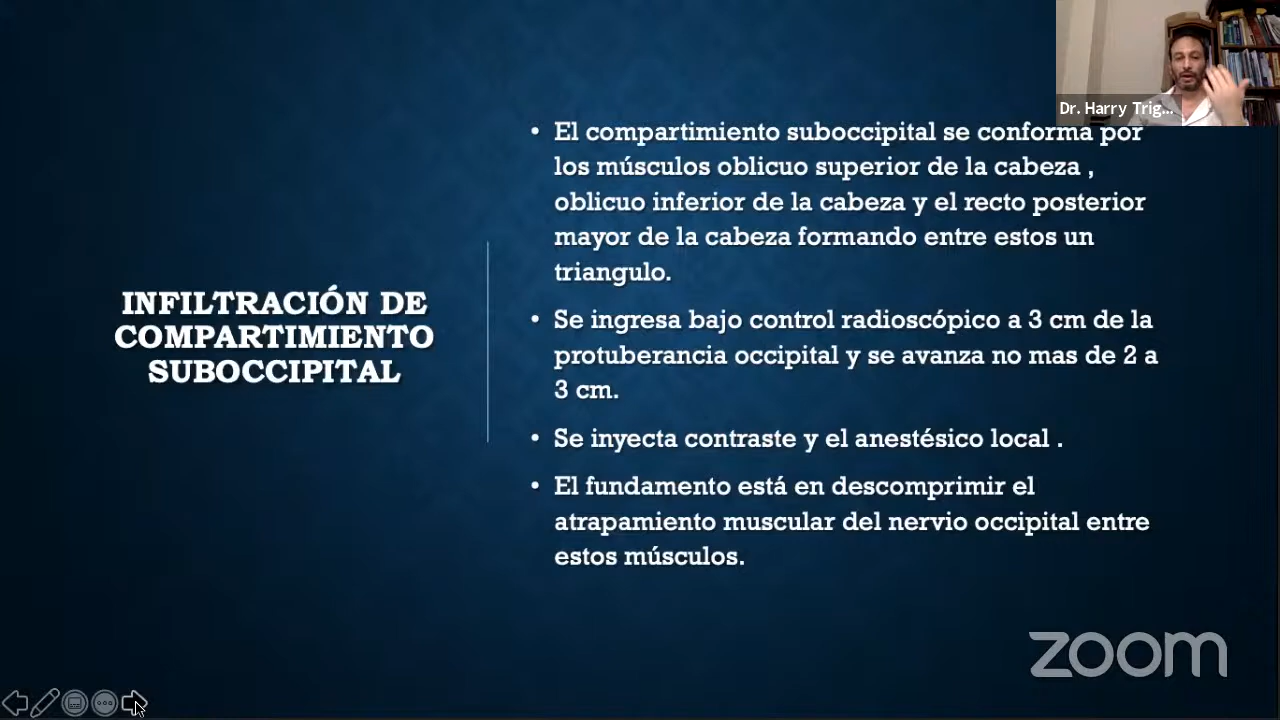 Dr. Harry Trig...
INFILTRACIÓN DE
COMPARTIMIENTO
SUBOCCIPITAL
• El compartimiento suboccipital se conforma por
los músculos oblicuo superior de la cabeza ,
oblicuo inferior de la cabeza y el recto posterior
mayor de la cabeza formando entre estos un
triangulo.
• Se ingresa bajo control radioscópico a 3 cm de la
protuberancia occipital y se avanza no mas de 2 a
3 cm.
• Se inyecta contraste y el anestésico local .
• El fundamento está en descomprimir el
atrapamiento muscular del nervio occipital entre
estos músculos.
zoom